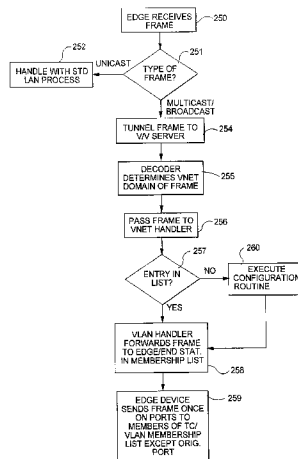 EDGE RECEIVES
FRAME
250
252
251
UNICAST
HANDLE WITH STD
LAN PROCESS
TYPE OF
FRAME?
MULTICAST/
BROADCAST
TUNNEL FRAME TO
V/V SERVER
254
DECODER
DETERMINES VNET
DOMAIN OF FRAME
255
PASS FRAME TO
VNET HANDLER
256
257
260
ENTRY IN
LIST?
NO
EXECUTE
CONFIGURATION
ROUTINE
YES
VLAN HANDLER
FORWARDS FRAME
TO EDGE/END STAT.
IN MEMBERSHIP LIST
258
259
EDGE DEVICE
SENDS FRAME ONCE
ON PORTS TO
MEMBERS OF TC/
VLAN MEMBERSHIP
LIST EXCEPT ORIG.
PORT